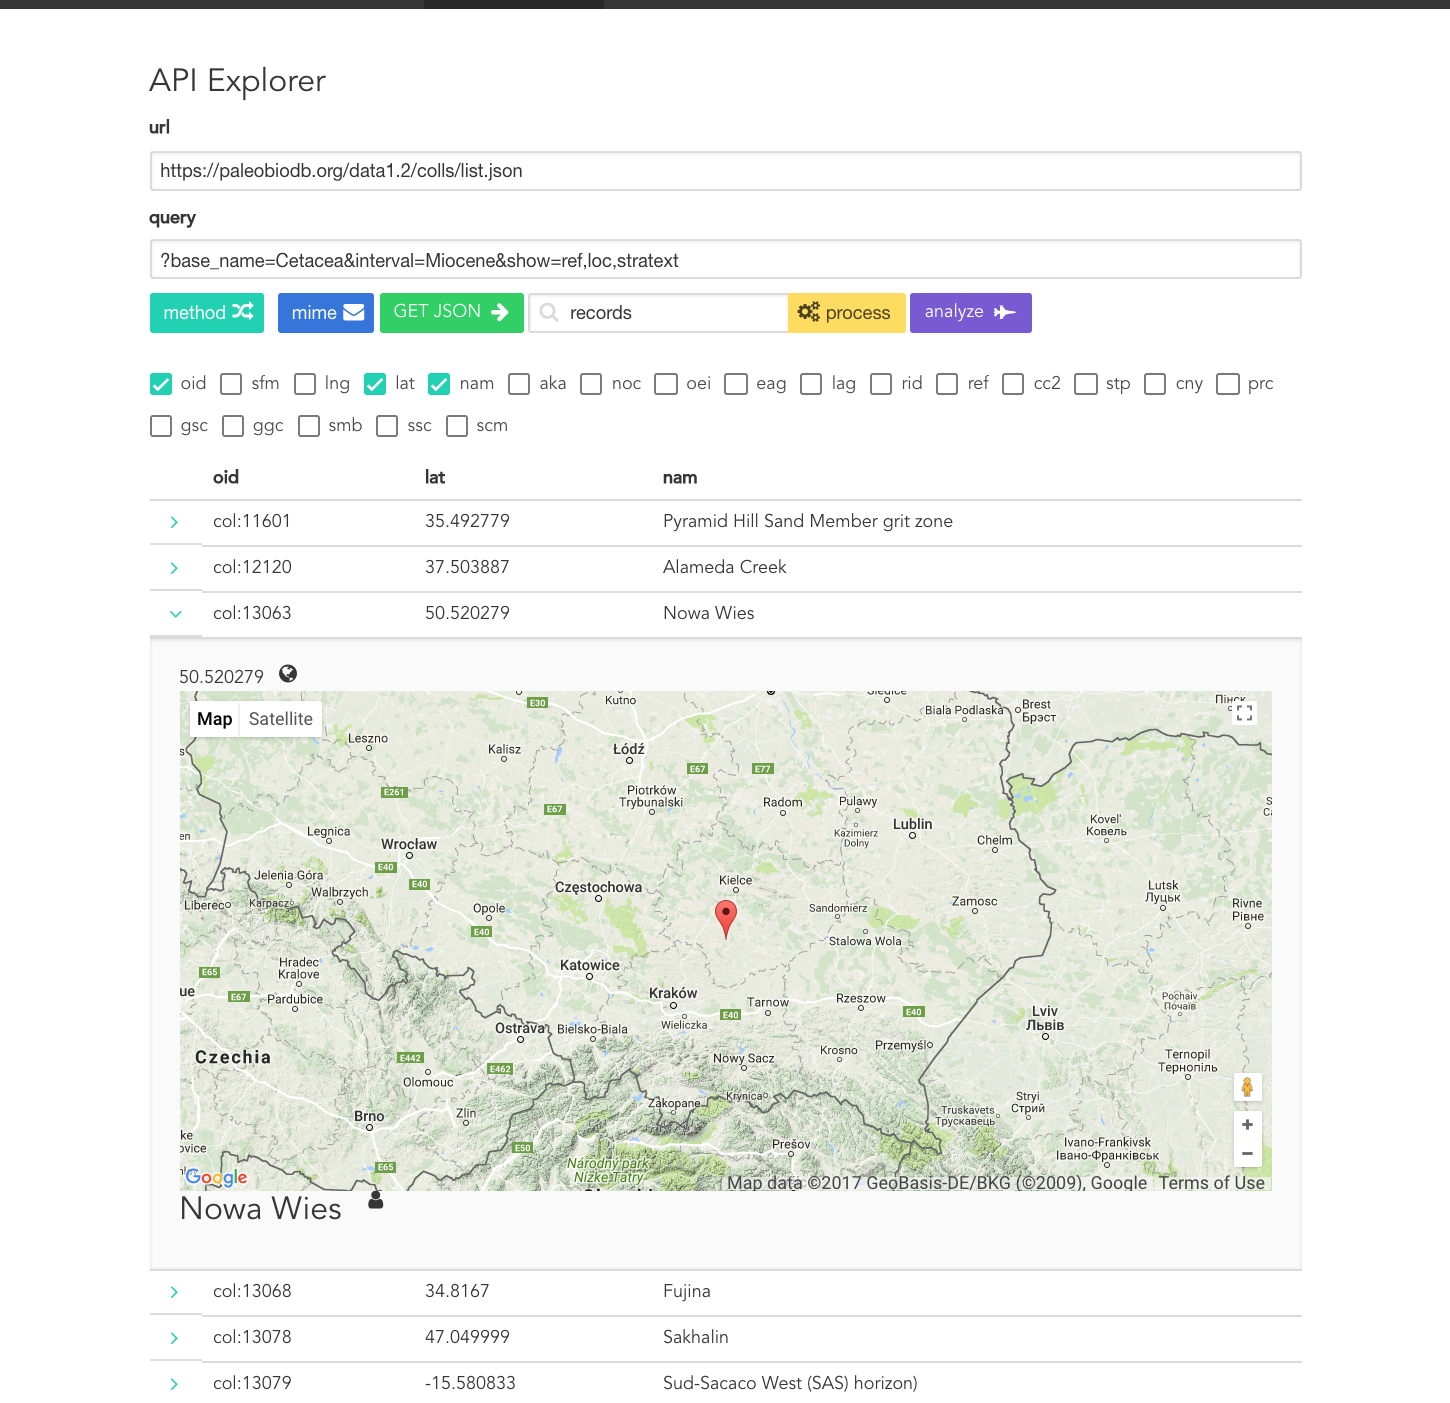 API Explorer
url
https://paleobiodb.org/data1.2/colls/list.json
query
?base_name=Cetacea&interval=Miocene&show=ref,loc,stratext
method mime GET JSON records process analyze
oid sfm lng lat nam aka noc oei eag lag rid ref cc2 stp cny prc
gsc ggc smb ssc scm
oid lat nam
col:11601 35.492779 Pyramid Hill Sand Member grit zone
col:12120 37.503887 Alameda Creek
col:13063 50.520279 Nowa Wies
50.520279
Map Satellite
E30 Kutno
Biala Podlaska Brest
Брэст
Leszno Kalisz Łódź
E67 E77
E261 E67 Piotrków
Trybunalski Radom Pulawy
Legnica Wrocław Kazimierz
Dolny Lublin Chełm Kovel'
Ковель
E40
E40
Jelenia Góra Walbrzych Częstochowa Kielce Lutsk
Луцьк
Liberec Karpacz Opole Sandomierz Zamosc Rivne
Рівне
E40 Stalowa Wola
Hradec
Kralove Katowice
E65
E67 Pardubice Kraków Tarnow Rzeszow Pochaiv
Почаїв
E40 E40 Lviv
Львів
Ostrava Bielsko-Biala Wieliczka
Czechia E442 Olomouc E462 Nowy Sacz Krosno Przemyśl Ternopil
Тернопіль
Brno Zlin Zakopane Krynica Truskavets
Трускавець Stryi
Стрий
E50 Prešov Ivano-Frankivsk
Івано-Франківськ
E65 Národný park
Nízke Tatry
Google Map data ©2017 GeoBasis-DE/BKG (©2009), Google Terms of Use
Nowa Wies
col:13068 34.8167 Fujina
col:13078 47.049999 Sakhalin
col:13079 -15.580833 Sud-Sacaco West (SAS) horizon)